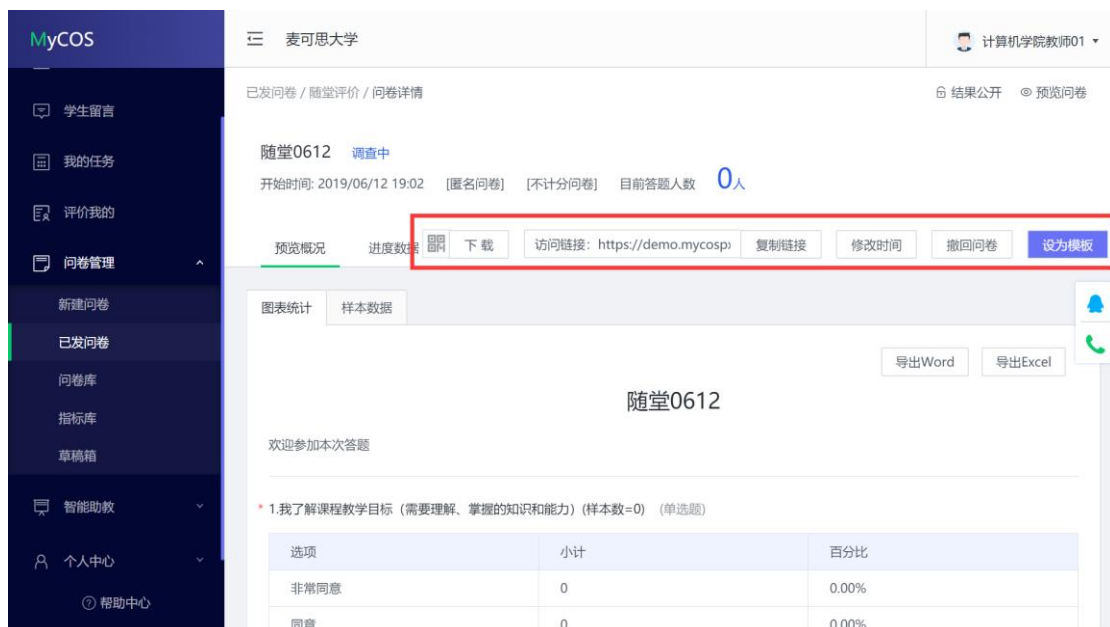 MyCOS
麦可思大学
计算机学院教师01
学生留言
我的任务
评价我的
问卷管理
新建问卷
已发问卷
问卷库
指标库
草稿箱
智能助教
个人中心
帮助中心
已发问卷 / 随堂评价 / 问卷详情
结果公开 预览问卷
随堂0612 调查中
开始时间: 2019/06/12 19:02 [匿名问卷] [不计分问卷] 目前答题人数 0人
预览概况 进度数据 下 载 访问链接: https://demo.mycosp 复制链接 修改时间 撤回问卷 设为模板
图表统计 样本数据
导出Word 导出Excel
随堂0612
欢迎参加本次答题
* 1.我了解课程教学目标（需要理解、掌握的知识和能力）(样本数=0) (单选题)
选项 小计 百分比
非常同意 0 0.00%
同意 0 0.00%